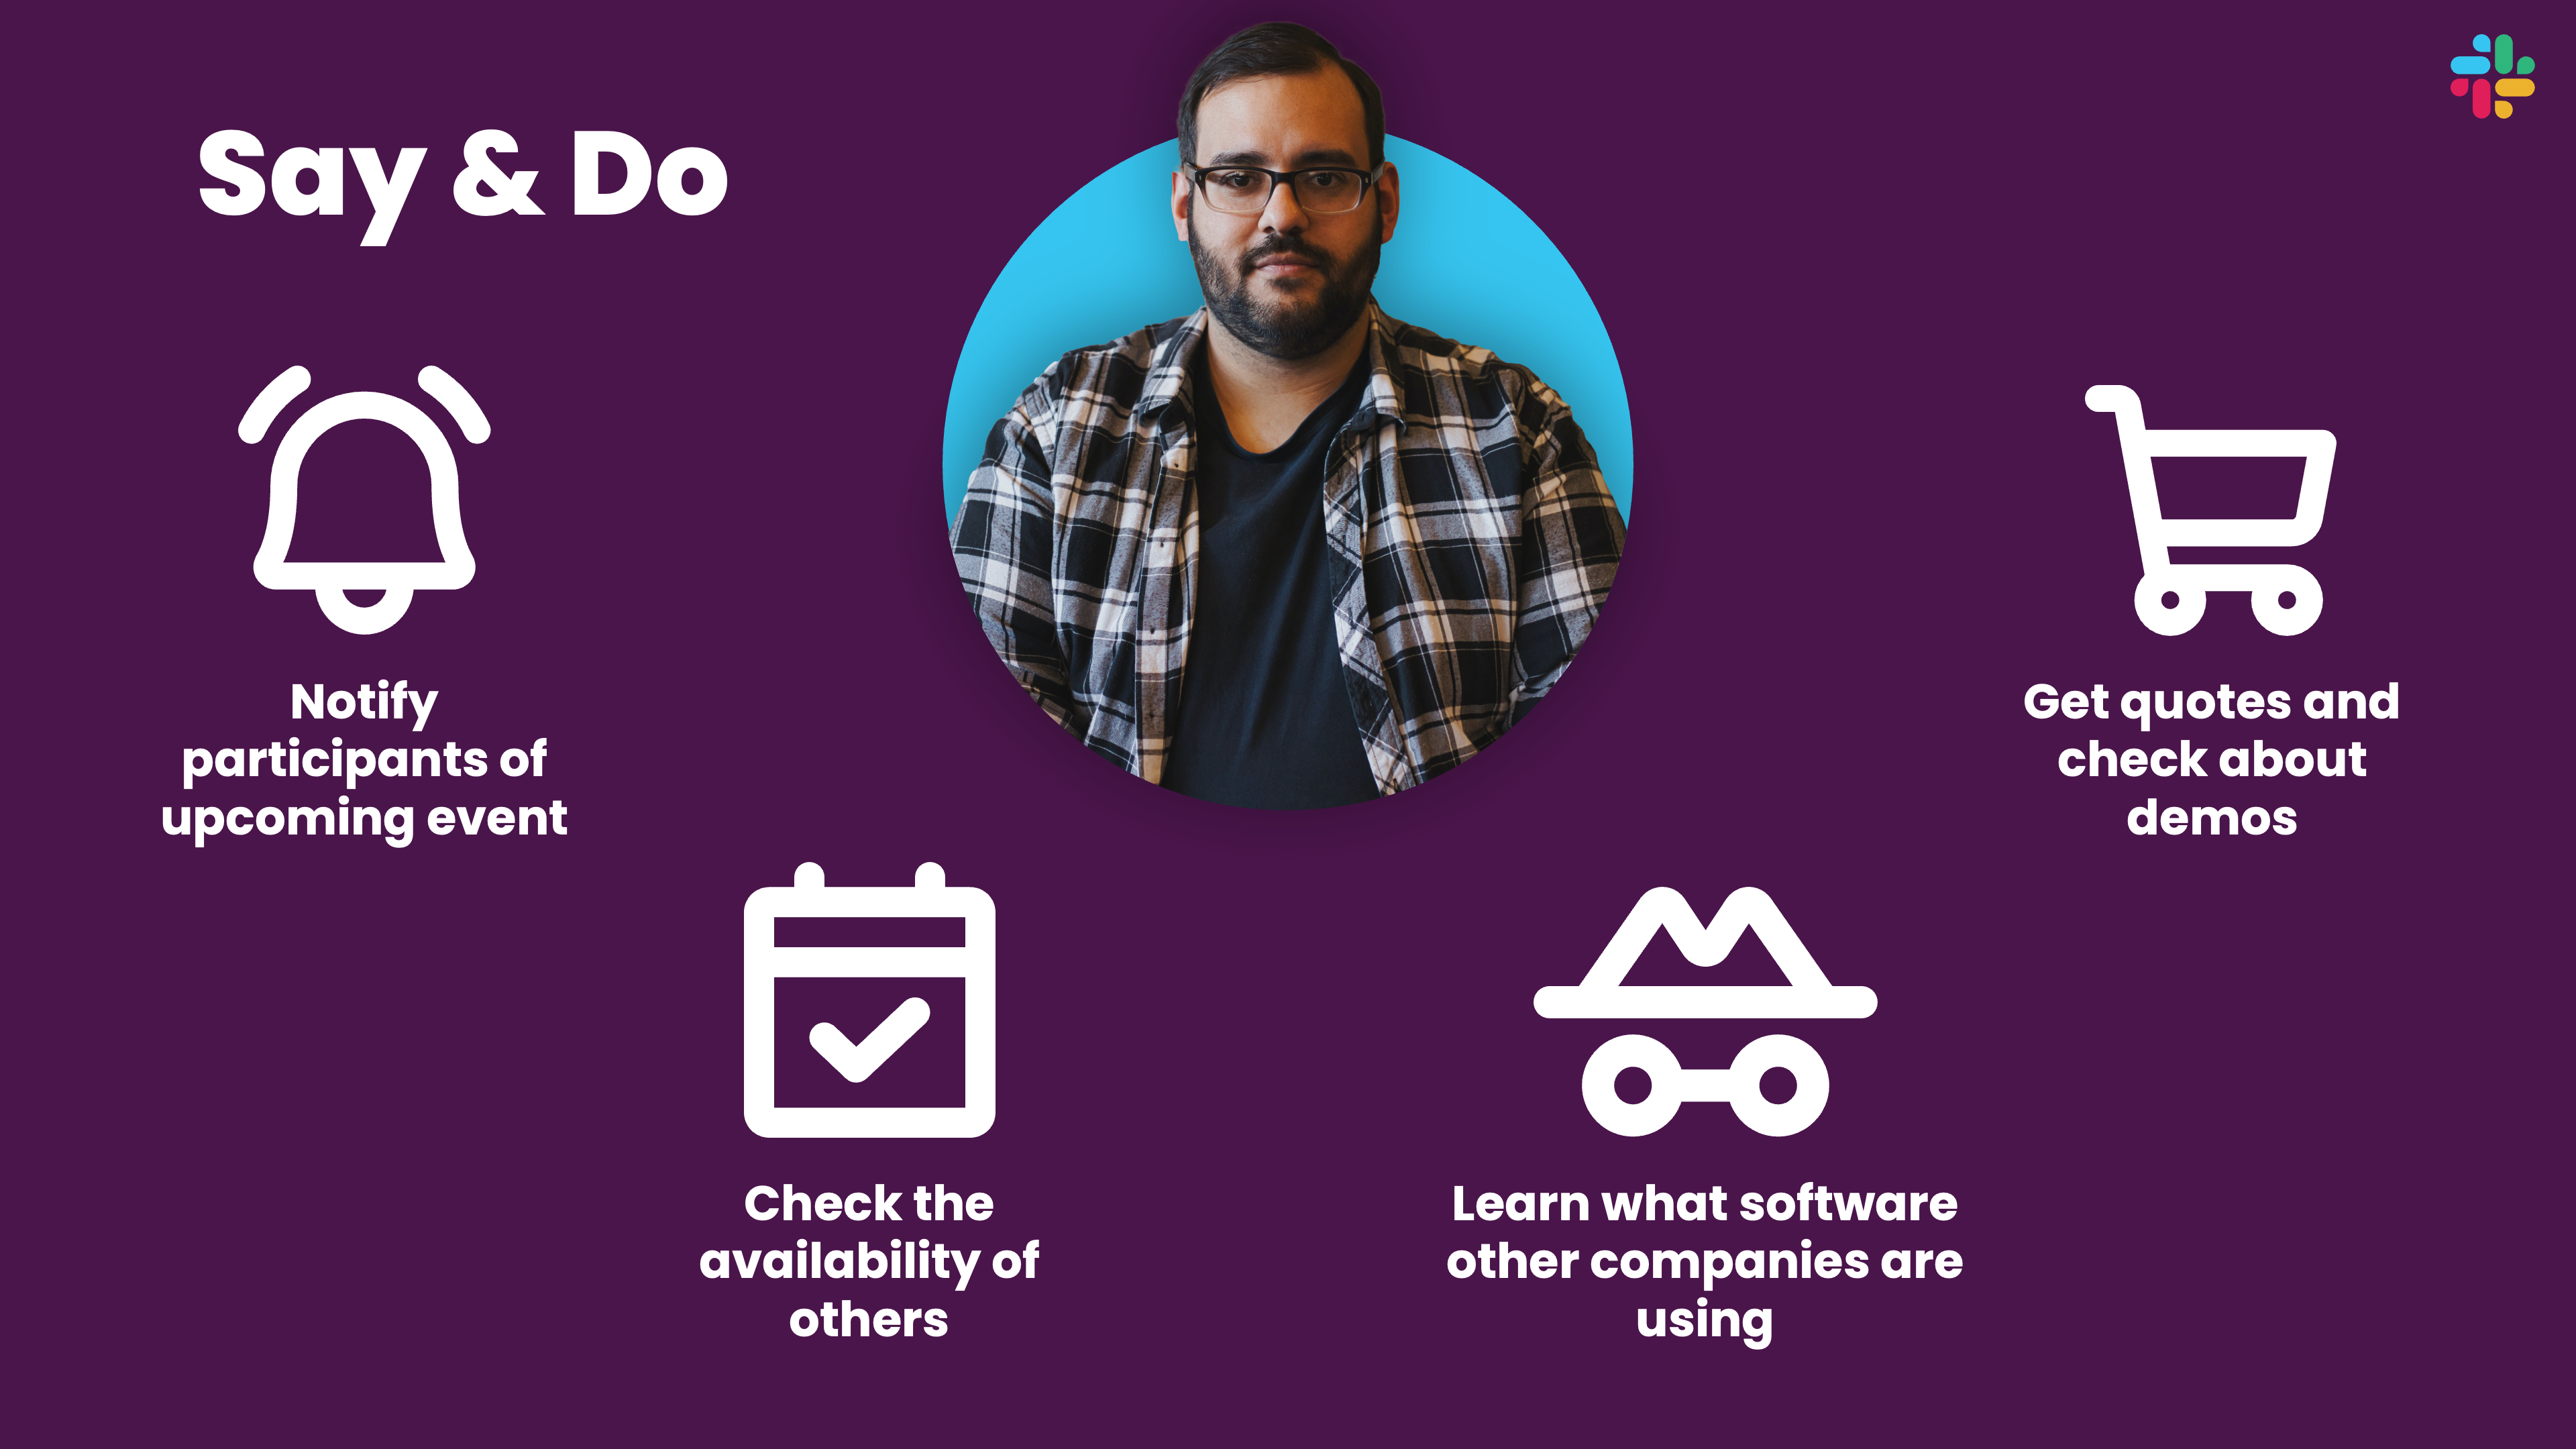 Say & Do
Notify
participants of
upcoming event
Check the
availability of
others
Learn what software
other companies are
using
Get quotes and
check about
demos